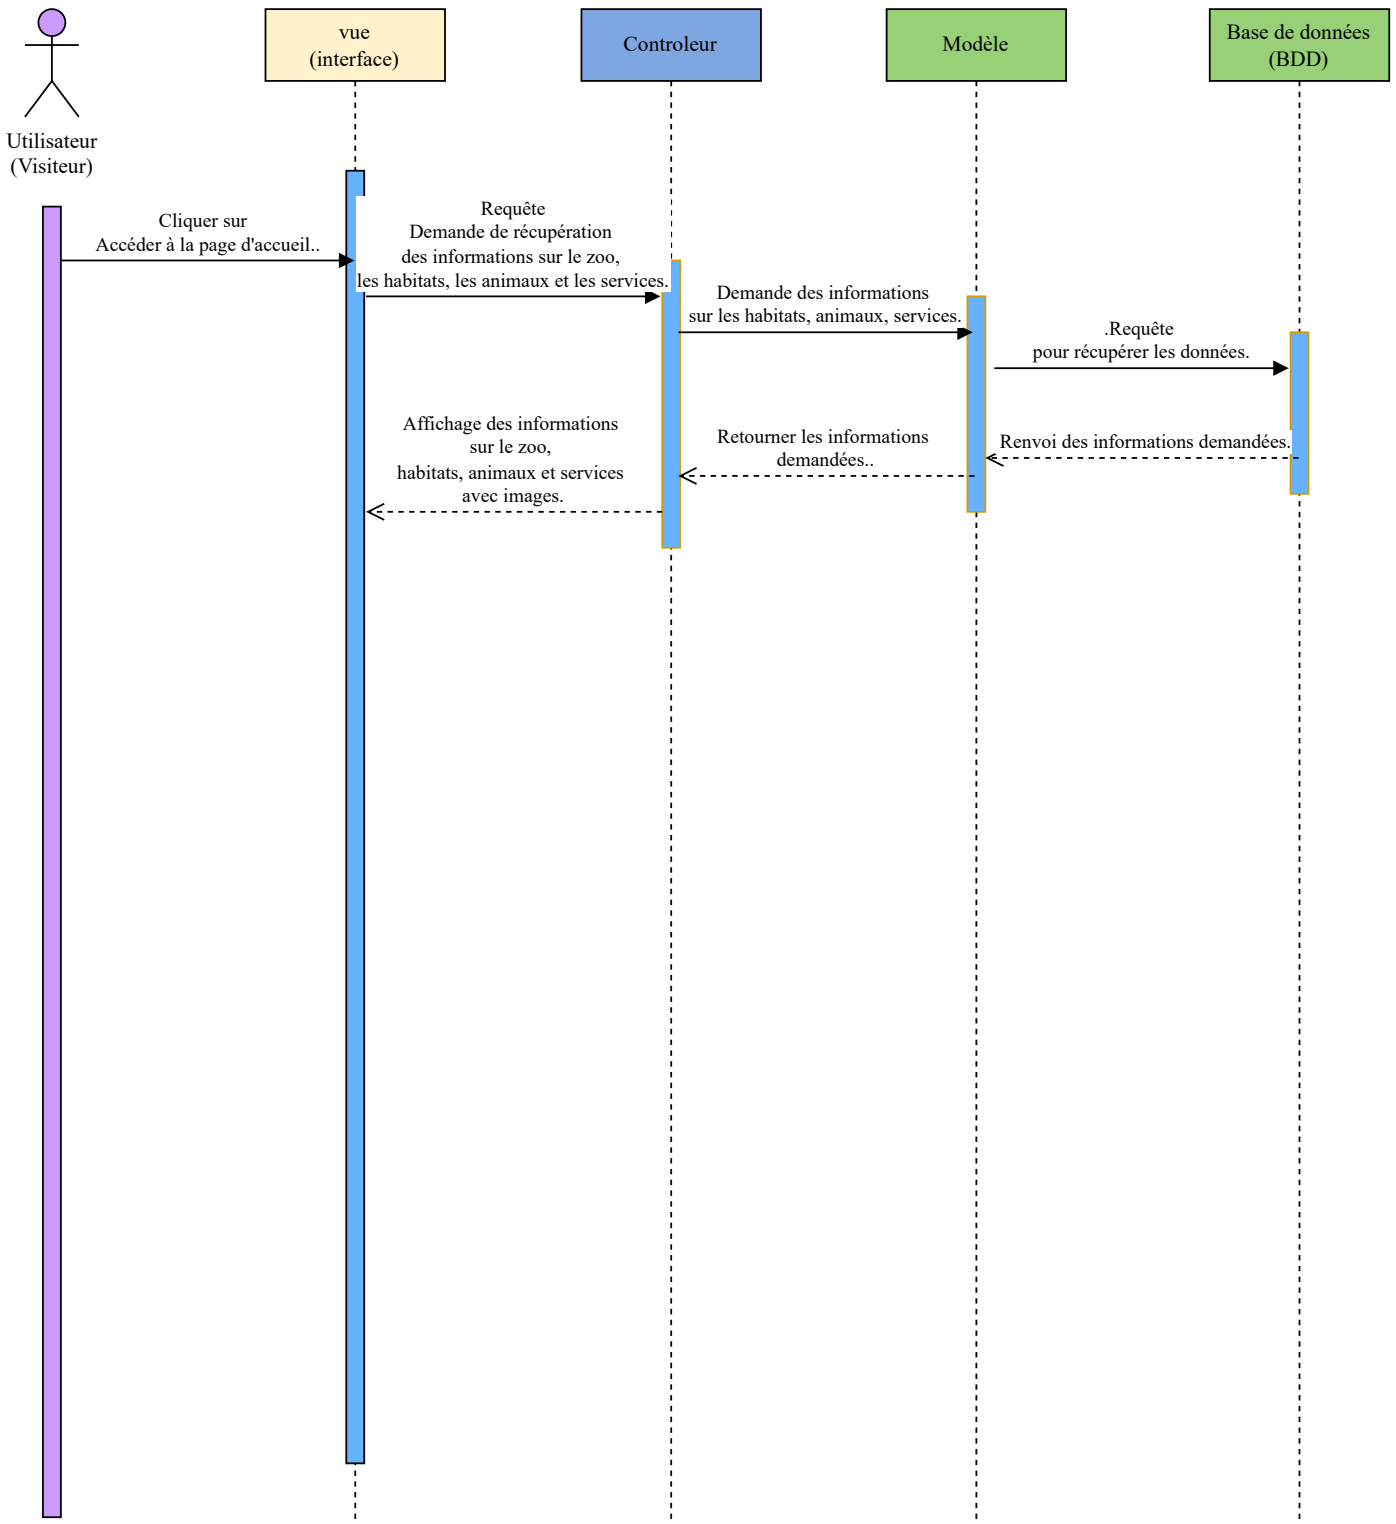 vue
(interface)
Controleur
Modèle
Base de données
(BDD)
Utilisateur
(Visiteur)
Cliquer sur
Accéder à la page d'accueil..
Requête
Demande de récupération
des informations sur le zoo,
les habitats, les animaux et les services.
Demande des informations
sur les habitats, animaux, services.
.Requête
pour récupérer les données.
Renvoi des informations demandées.
Retourner les informations
demandées..
Affichage des informations
sur le zoo,
habitats, animaux et services
avec images.